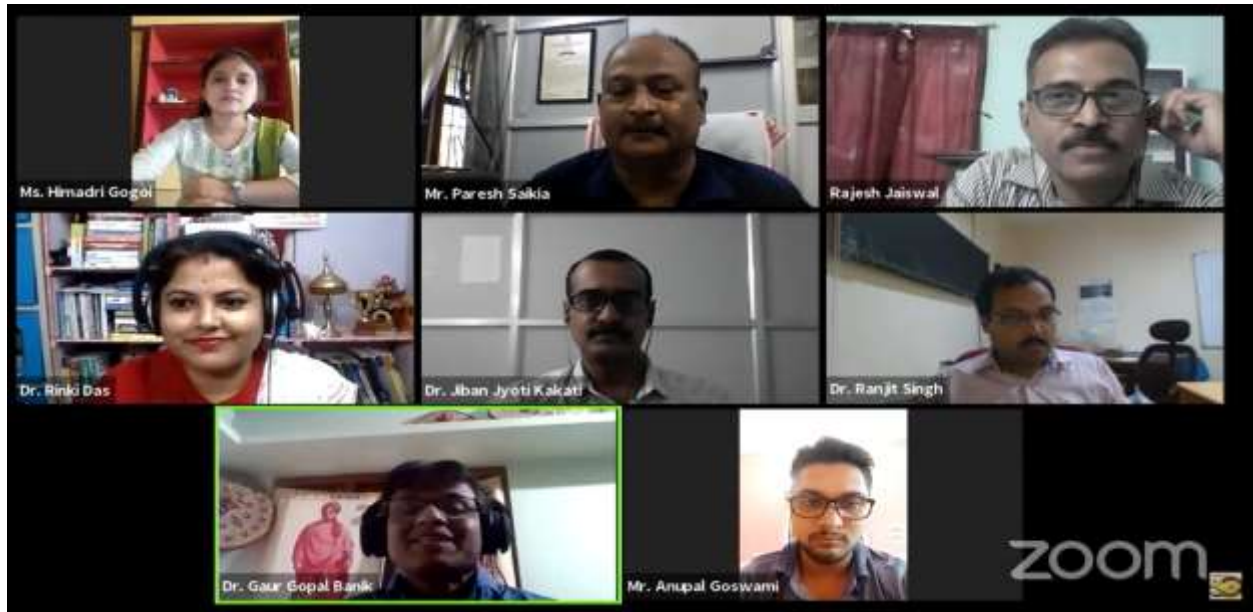 Ms. Himadri Gogoi
Mr. Paresh Saikia
Rajesh Jaiswal
Dr. Rinki Das
Dr. Jiban Jyoti Kakati
Dr. Ranjit Singh
Dr. Gaur Gopal Banik
Mr. Anupal Goswami
zoom